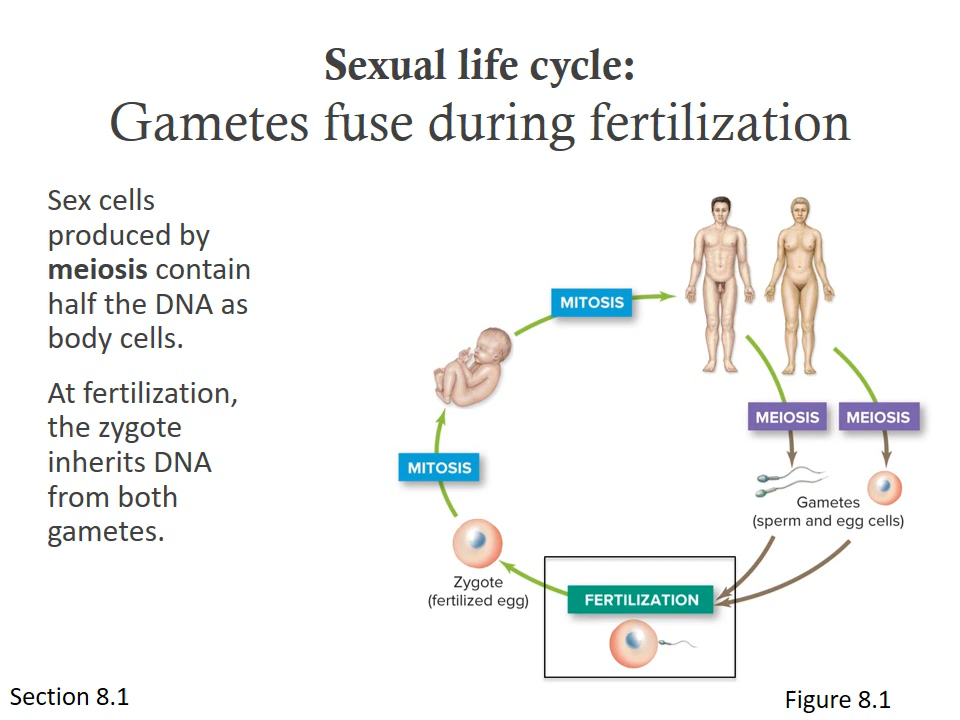 Sexual life cycle:
Gametes fuse during fertilization
Sex cells
produced by
meiosis contain
half the DNA as
body cells.
At fertilization,
the zygote
inherits DNA
from both
gametes.
MITOSIS
MEIOSIS
MEIOSIS
MITOSIS
Gametes
(sperm and egg cells)
Zygote
(fertilized egg)
FERTILIZATION
Section 8.1
Figure 8.1